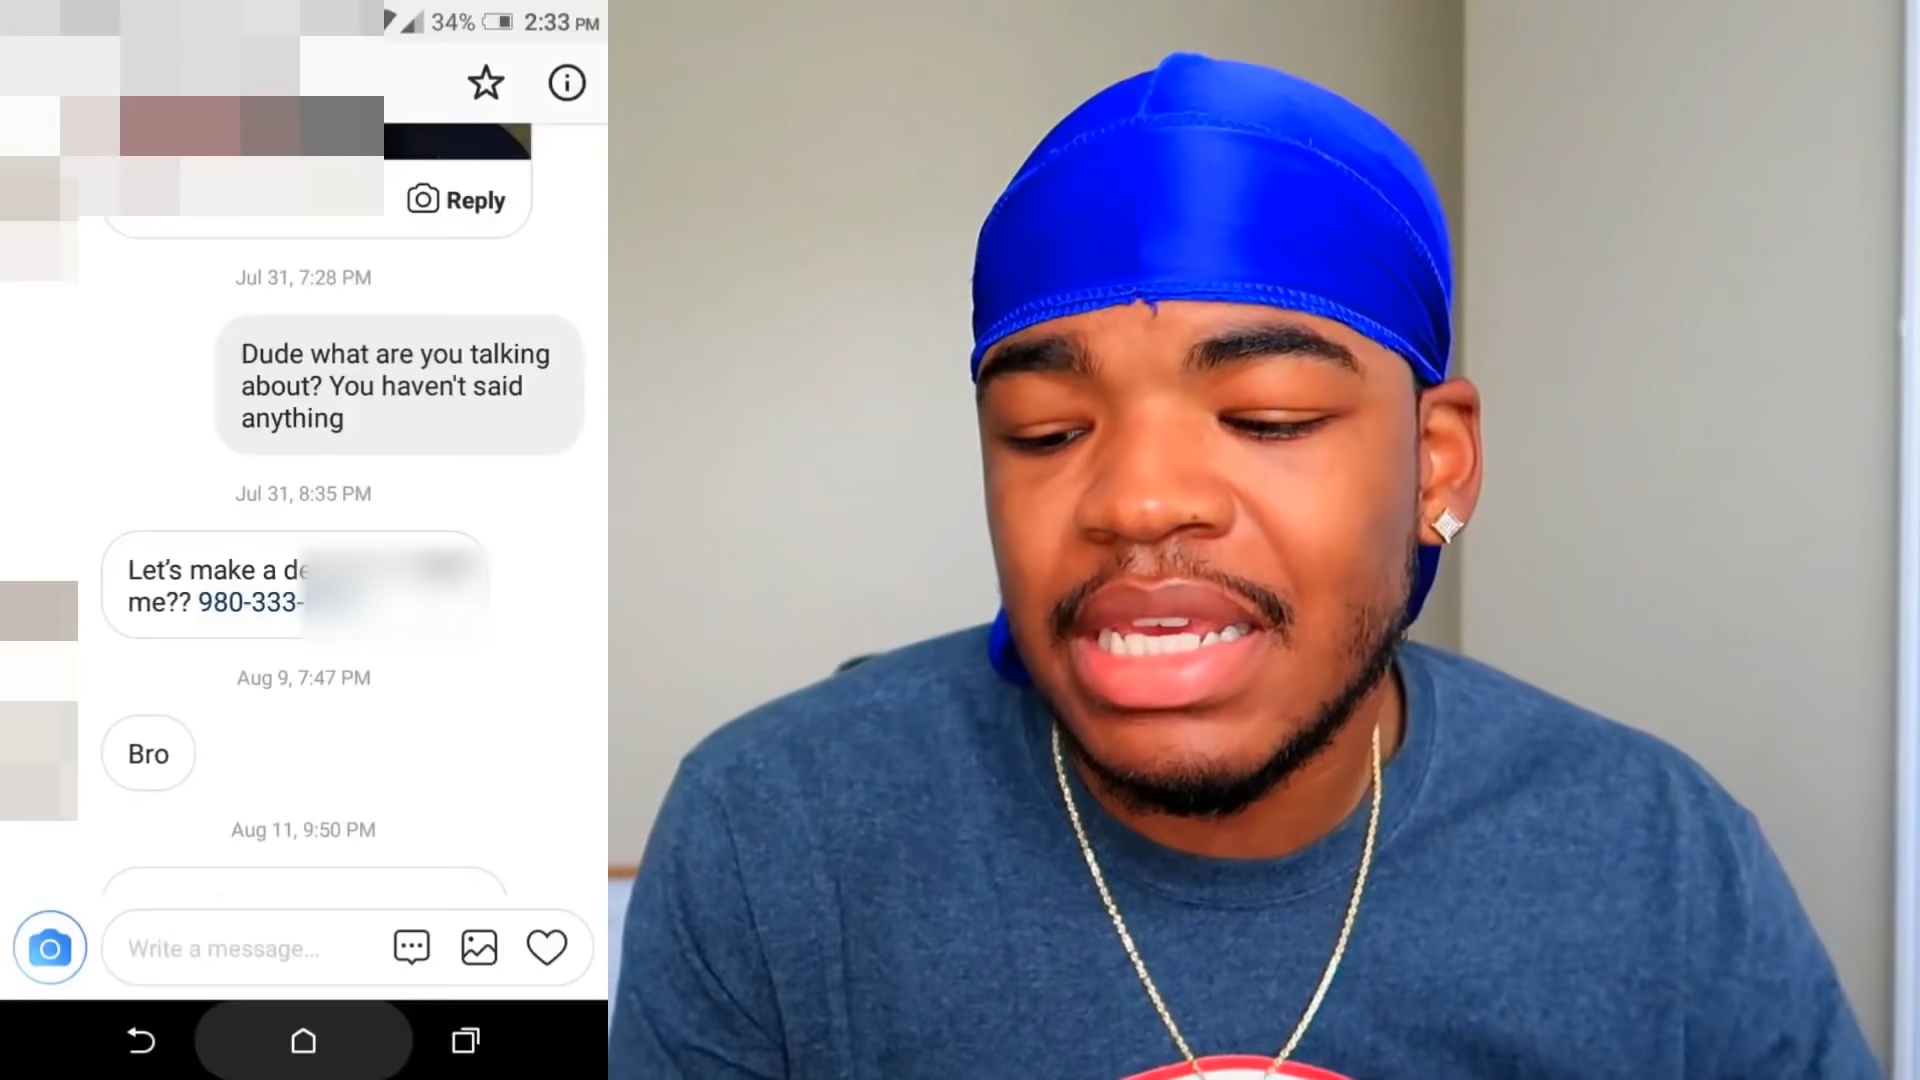 34% 2:33 PM
Reply
Jul 31, 7:28 PM
Dude what are you talking
about? You haven't said
anything
Jul 31, 8:35 PM
Let's make a
me?? 980-333-
Aug 9, 7:47 PM
Bro
Aug 11, 9:50 PM
Write a message...